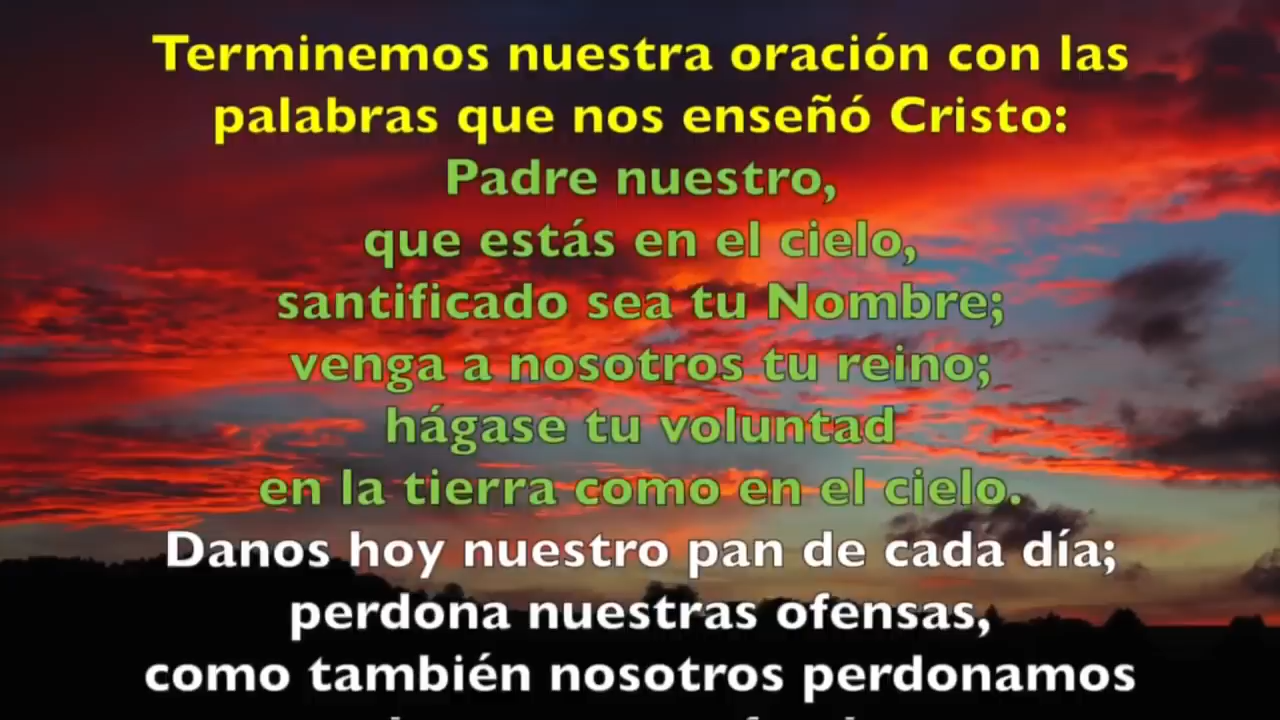 Terminemos nuestra oración con las
palabras que nos enseñó Cristo:
Padre nuestro,
que estás en el cielo,
santificado sea tu Nombre;
venga a nosotros tu reino;
hágase tu voluntad
en la tierra como en el cielo.
Danos hoy nuestro pan de cada día;
perdona nuestras ofensas,
como también nosotros perdonamos